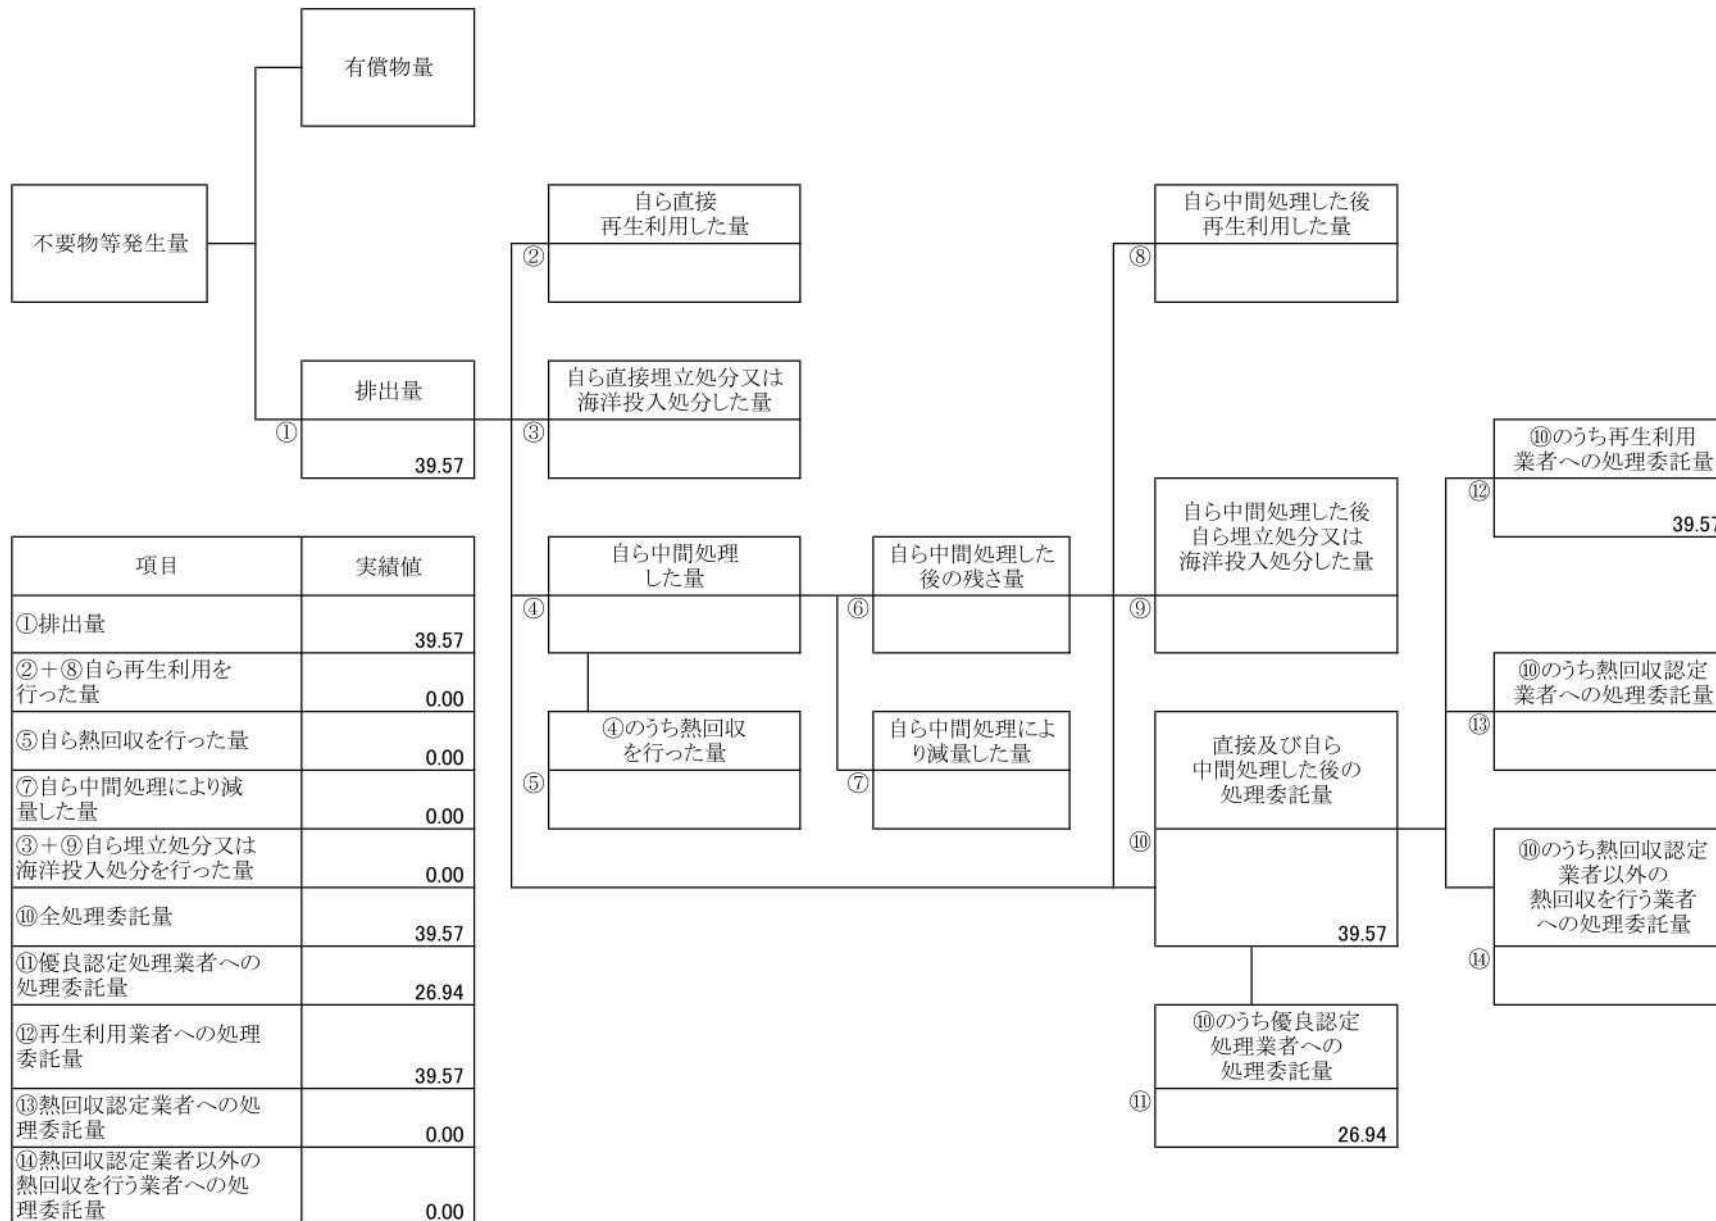 有償物量
不要物等発生量
自ら直接
再生利用した量
②
自ら中間処理した後
再生利用した量
⑧
排出量
①
39.57
自ら直接埋立処分又は
海洋投入処分した量
③
⑩のうち再生利用
業者への処理委託量
⑫
39.57
自ら中間処理した後
自ら埋立処分又は
海洋投入処分した量
⑨
自ら中間処理
した量
④
自ら中間処理した
後の残さ量
⑥
⑩のうち熱回収認定
業者への処理委託量
⑬
④のうち熱回収
を行った量
⑤
自ら中間処理によ
り減量した量
⑦
直接及び自ら
中間処理した後の
処理委託量
⑩
39.57
⑩のうち熱回収認定
業者以外の
熱回収を行う業者
への処理委託量
⑭
⑩のうち優良認定
処理業者への
処理委託量
⑪
26.94
項目 実績値
①排出量
39.57
②+⑧自ら再生利用を
行った量
0.00
⑤自ら熱回収を行った量
0.00
⑦自ら中間処理により減
量した量
0.00
③+⑨自ら埋立処分又は
海洋投入処分を行った量
0.00
⑩全処理委託量
39.57
⑪優良認定処理業者への
処理委託量
26.94
⑫再生利用業者への処理
委託量
39.57
⑬熱回収認定業者への処
理委託量
0.00
⑭熱回収認定業者以外の
熱回収を行う業者への処
理委託量
0.00